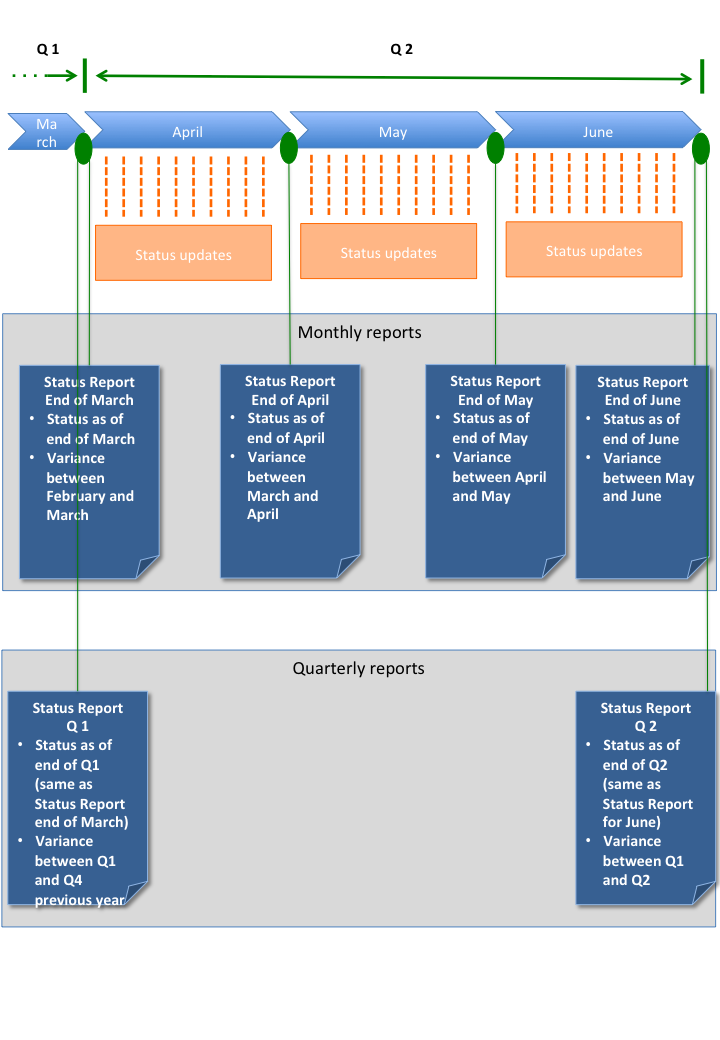 Q 1
Q 2
Ma
rch
April
May
June
Status updates
Status updates
Status updates
Monthly reports
Status Report
End of March
• Status as of
end of March
• Variance
between
February and
March
Status Report
End of April
• Status as of
end of April
• Variance
between
March and
April
Status Report
End of May
• Status as of
end of May
• Variance
between April
and May
Status Report
End of June
• Status as of
end of June
• Variance
between May
and June
Quarterly reports
Status Report
Q 1
• Status as of
end of Q1
(same as
Status Report
end of March)
• Variance
between Q1
and Q4
previous year
Status Report
Q 2
• Status as of
end of Q2
(same as
Status Report
for June)
• Variance
between Q1
and Q2